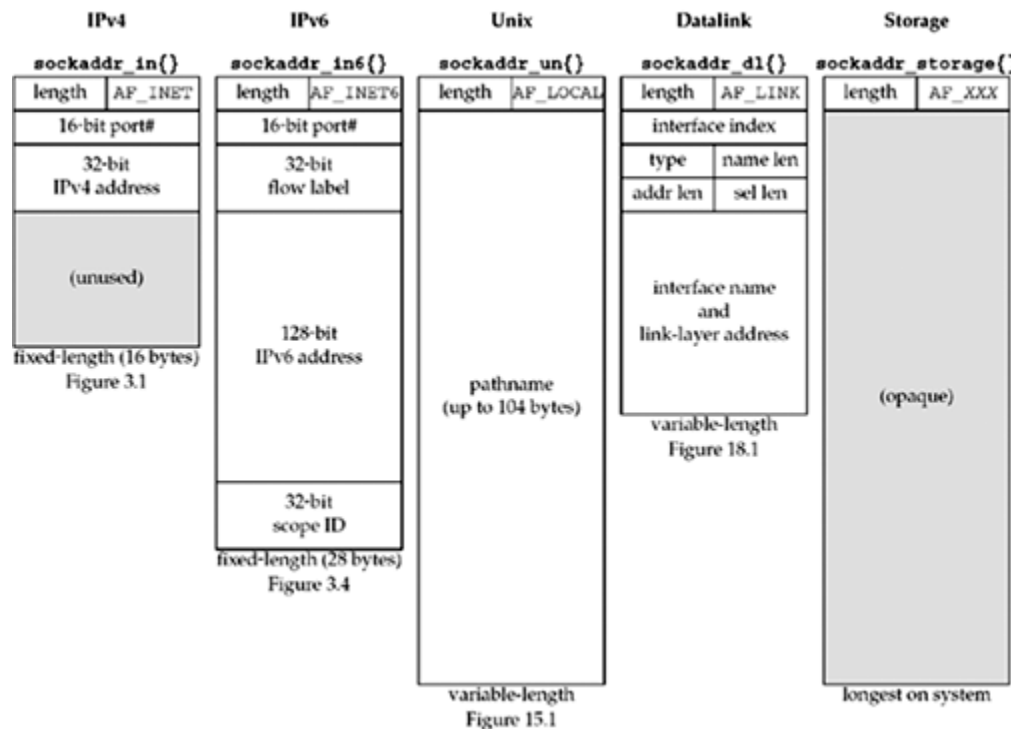 IPv4
IPv6
Unix
Datalink
Storage
sockaddr_in{}
sockaddr_in6{}
sockaddr_un{}
sockaddr_dl{}
sockaddr_storage{}
length
AF_INET
16-bit port#
32-bit
IPv4 address
(unused)
fixed-length (16 bytes)
Figure 3.1
length
AF_INET6
16-bit port#
32-bit
flow label
128-bit
IPv6 address
32-bit
scope ID
fixed-length (28 bytes)
Figure 3.4
length
AF_LOCAL
pathname
(up to 104 bytes)
variable-length
Figure 15.1
length
AF_LINK
interface index
type
name len
addr len
sel len
interface name
and
link-layer address
variable-length
Figure 18.1
length
AF_XXX
(opaque)
longest on system